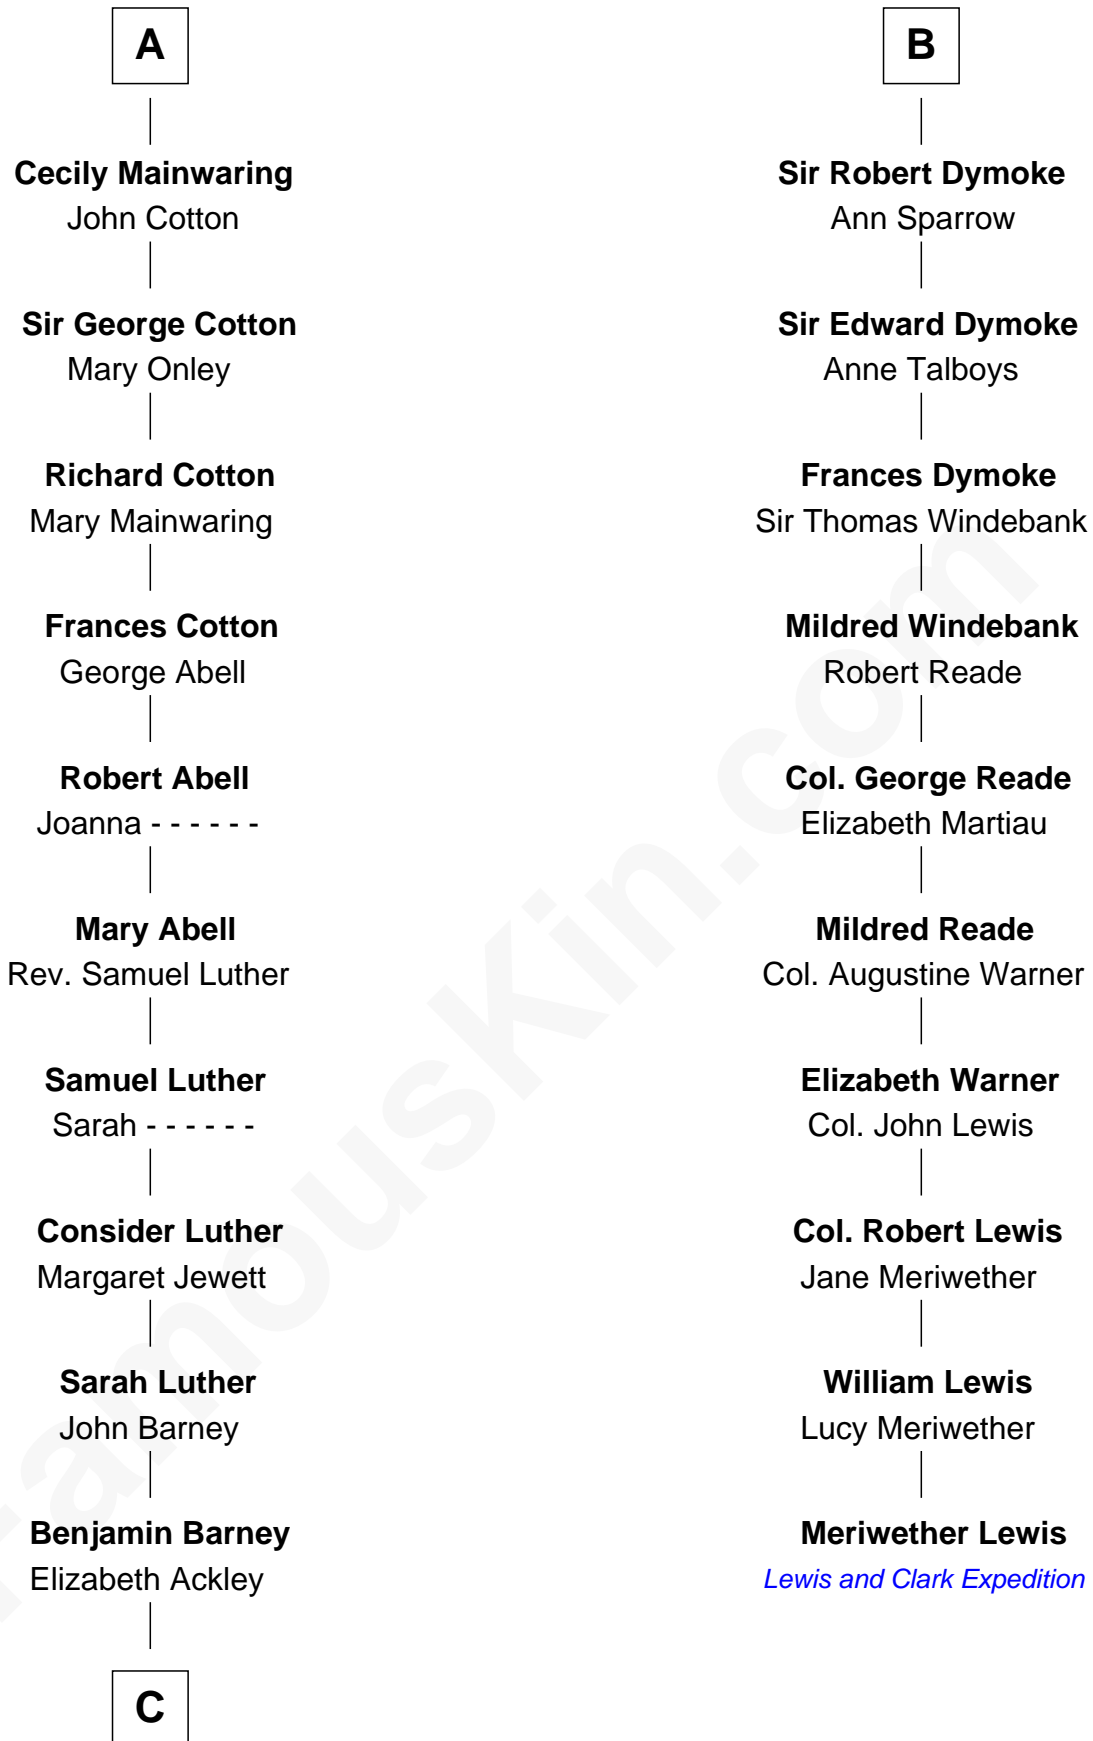 A
Cecily Mainwaring
John Cotton
Sir George Cotton
Mary Onley
Richard Cotton
Mary Mainwaring
Frances Cotton
George Abell
Robert Abell
Joanna - - - - - -
Mary Abell
Rev. Samuel Luther
Samuel Luther
Sarah - - - - - -
Consider Luther
Margaret Jewett
Sarah Luther
John Barney
Benjamin Barney
Elizabeth Ackley
C
B
Sir Robert Dymoke
Ann Sparrow
Sir Edward Dymoke
Anne Talboys
Frances Dymoke
Sir Thomas Windebank
Mildred Windebank
Robert Reade
Col. George Reade
Elizabeth Martiau
Mildred Reade
Col. Augustine Warner
Elizabeth Warner
Col. John Lewis
Col. Robert Lewis
Jane Meriwether
William Lewis
Lucy Meriwether
Meriwether Lewis
Lewis and Clark Expedition
FamousKin.com